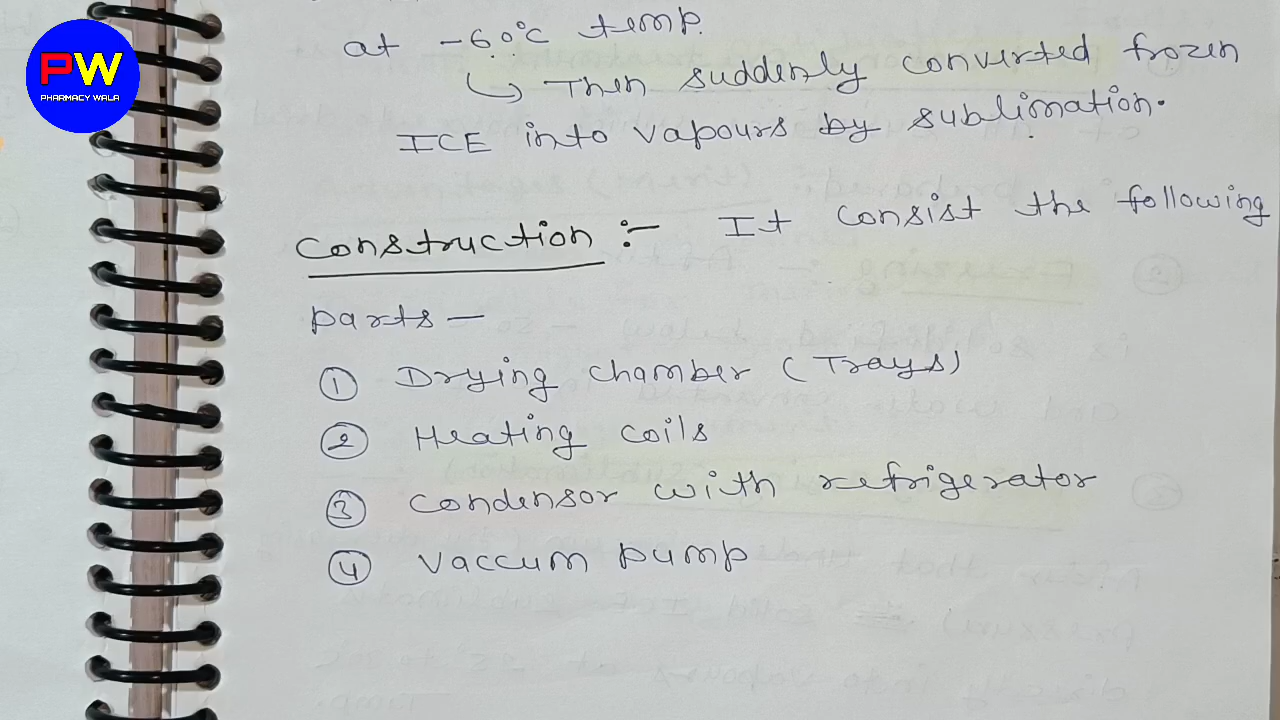 PW
PHARMACY WALA
at -60°C temp.
↳ Then suddenly converted frozen
ICE into vapours by sublimation.
Construction :- It consist the following
parts —
① Drying chamber (Trays)
② Heating coils
③ Condensor with refrigerator
④ Vaccum pump